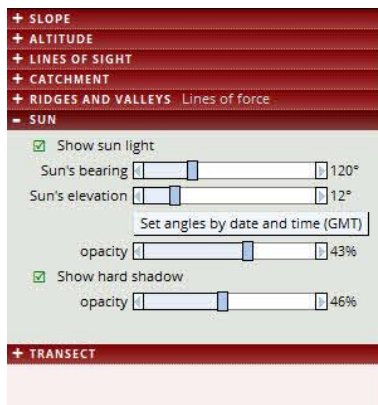 + SLOPE
+ ALTITUDE
+ LINES OF SIGHT
+ CATCHMENT
+ RIDGES AND VALLEYS Lines of force
- SUN
Show sun light
Sun's bearing 120°
Sun's elevation 12°
Set angles by date and time (GMT)
opacity 43%
Show hard shadow
opacity 46%
+ TRANSECT